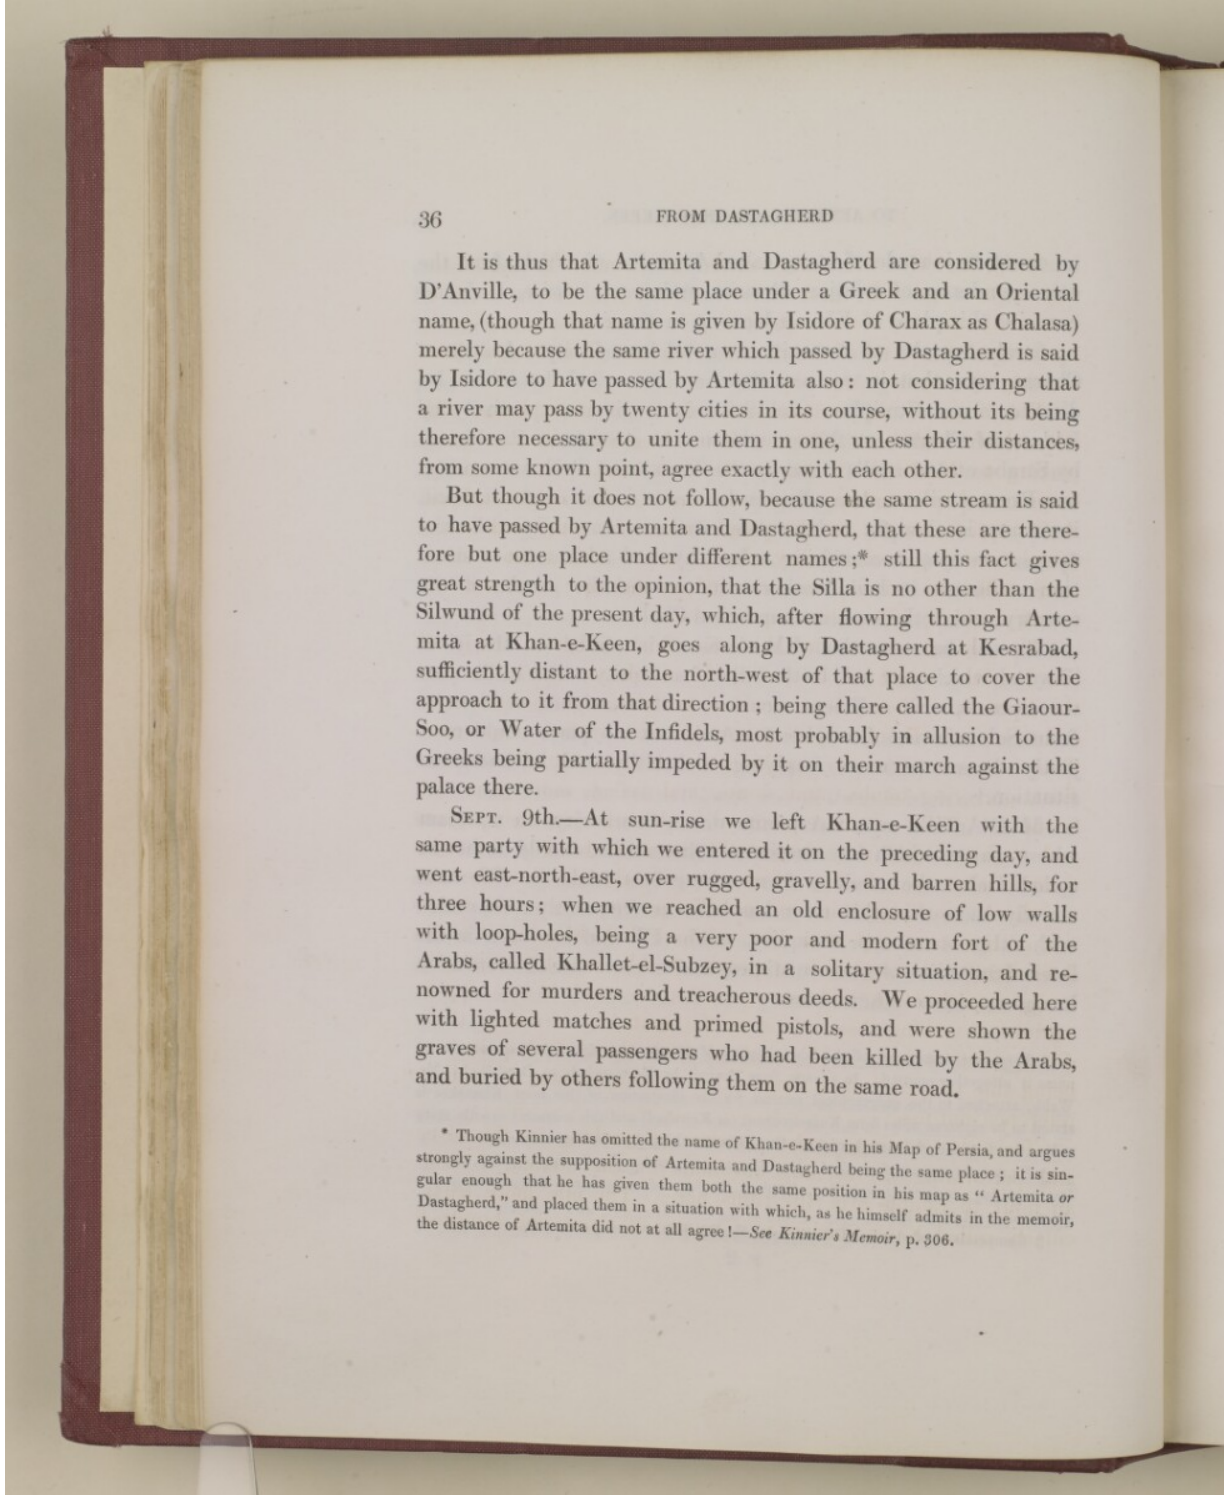 36 FROM DASTAGHERD
It is thus that Artemita and Dastagherd are considered by
D'Anville, to be the same place under a Greek and an Oriental
name, (though that name is given by Isidore of Charax as Chalasa)
merely because the same river which passed by Dastagherd is said
by Isidore to have passed by Artemita also: not considering that
a river may pass by twenty cities in its course, without its being
therefore necessary to unite them in one, unless their distances,
from some known point, agree exactly with each other.
But though it does not follow, because the same stream is said
to have passed by Artemita and Dastagherd, that these are there-
fore but one place under different names;* still this fact gives
great strength to the opinion, that the Silla is no other than the
Silwund of the present day, which, after flowing through Arte-
mita at Khan-e-Keen, goes along by Dastagherd at Kesrabad,
sufficiently distant to the north-west of that place to cover the
approach to it from that direction; being there called the Giaour-
Soo, or Water of the Infidels, most probably in allusion to the
Greeks being partially impeded by it on their march against the
palace there.
SEPT. 9th.—At sun-rise we left Khan-e-Keen with the
same party with which we entered it on the preceding day, and
went east-north-east, over rugged, gravelly, and barren hills, for
three hours; when we reached an old enclosure of low walls
with loop-holes, being a very poor and modern fort of the
Arabs, called Khallet-el-Subzey, in a solitary situation, and re-
nowned for murders and treacherous deeds. We proceeded here
with lighted matches and primed pistols, and were shown the
graves of several passengers who had been killed by the Arabs,
and buried by others following them on the same road.
* Though Kinnier has omitted the name of Khan-e-Keen in his Map of Persia, and argues
strongly against the supposition of Artemita and Dastagherd being the same place; it is sin-
gular enough that he has given them both the same position in his map as “Artemita or
Dastagherd,” and placed them in a situation with which, as he himself admits in the memoir,
the distance of Artemita did not at all agree!—See Kinnier's Memoir, p. 306.